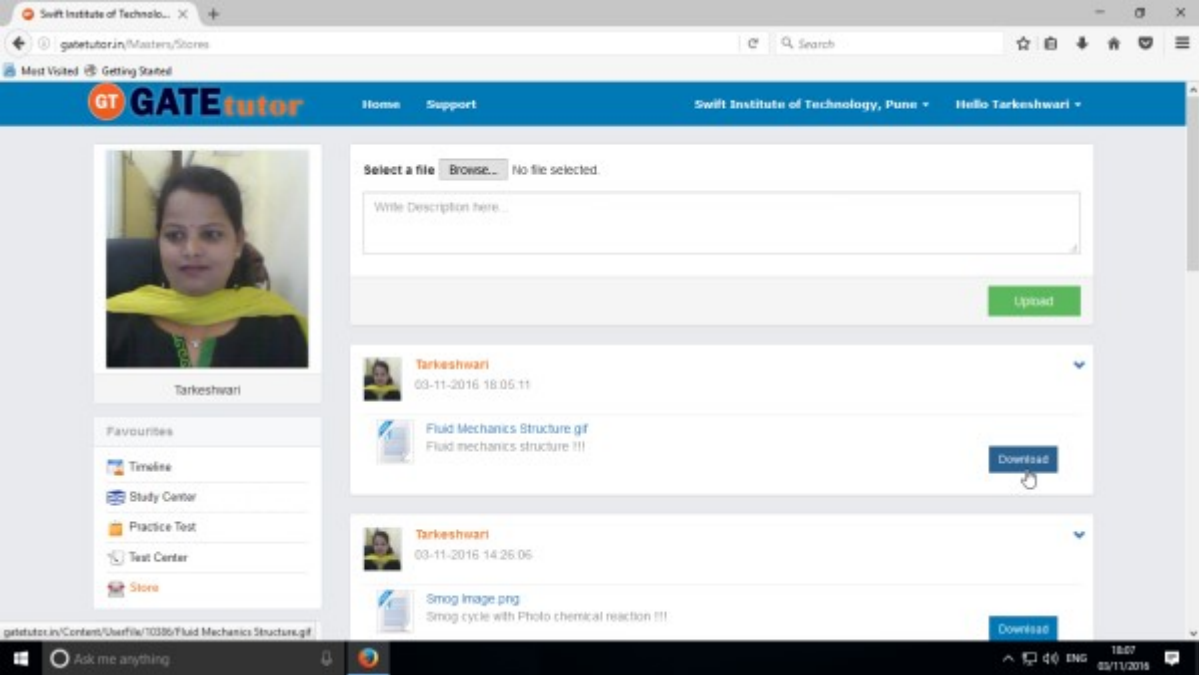 Swift Institute of Technolo...
gatetutor.in/Masters/Stores
Search
Most Visited Getting Started
GT GATEtutor Home Support Swift Institute of Technology, Pune Hello Tarkeshwari
Select a file Browse... No file selected.
Write Description here...
Upload
Tarkeshwari
Favourites
Timeline
Study Center
Practice Test
Test Center
Store
Tarkeshwari
03-11-2016 18:05:11
Fluid Mechanics Structure.gif
Fluid mechanics structure !!!
Download
Tarkeshwari
03-11-2016 14:26:06
Smog Image.png
Smog cycle with Photo chemical reaction !!!
Download
gatetutor.in/Content/UserFile/10386/Fluid Mechanics Structure.gif
Ask me anything
ENG
18:07
03/11/2016